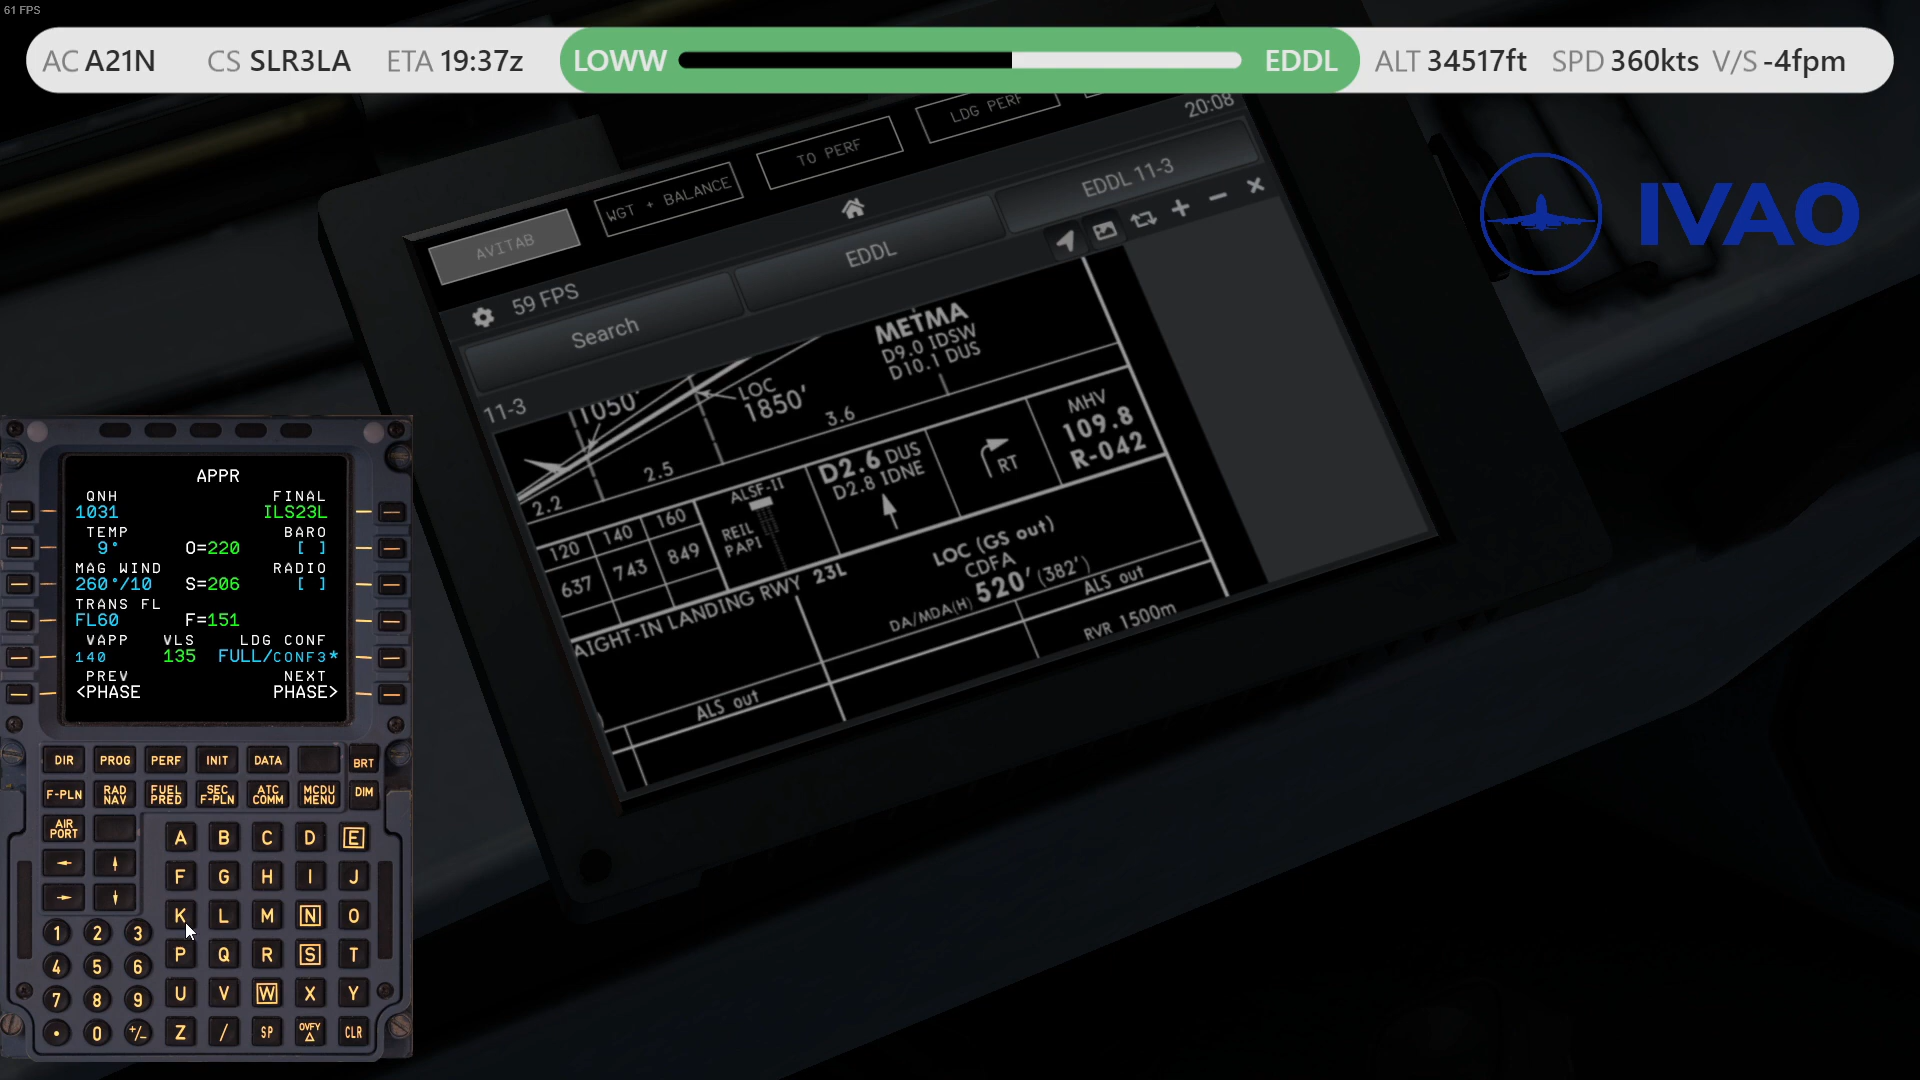 61 FPS
AC A21N CS SLR3LA ETA 19:37z LOWW EDDL ALT 34517ft SPD 360kts V/S -4fpm
IVAO
AVITAB
WGT + BALANCE
TO PERF
LDG PERF
59 FPS
20:08
Search
EDDL
EDDL 11-3
11-3
1050'
LOC
1850'
METMA
D9.0 IDSW
D10.1 DUS
2.2
2.5
3.6
120 140 160
637 743 849
ALSF-II
REIL
PAPI
D2.6 DUS
D2.8 IDNE
RT
MHV
109.8
R-042
AIGHT-IN LANDING RWY 23L
LOC (GS out)
CDFA
DA/MDA(H) 520' (382')
ALS out
ALS out
RVR 1500m
APPR
QNH FINAL
1031 ILS23L
TEMP BARO
9° O=220 [ ]
MAG WIND RADIO
260°/10 S=206 [ ]
TRANS FL
FL60 F=151
VAPP VLS LDG CONF
140 135 FULL/CONF3*
PREV NEXT
<PHASE PHASE>
DIR PROG PERF INIT DATA BRT
F-PLN RAD NAV FUEL PRED SEC F-PLN ATC COMM MCDU MENU DIM
AIR PORT
A B C D E
F G H I J
K L M N O
1 2 3
P Q R S T
4 5 6
U V W X Y
7 8 9
Z / SP OVFY CLR
. 0 +/-